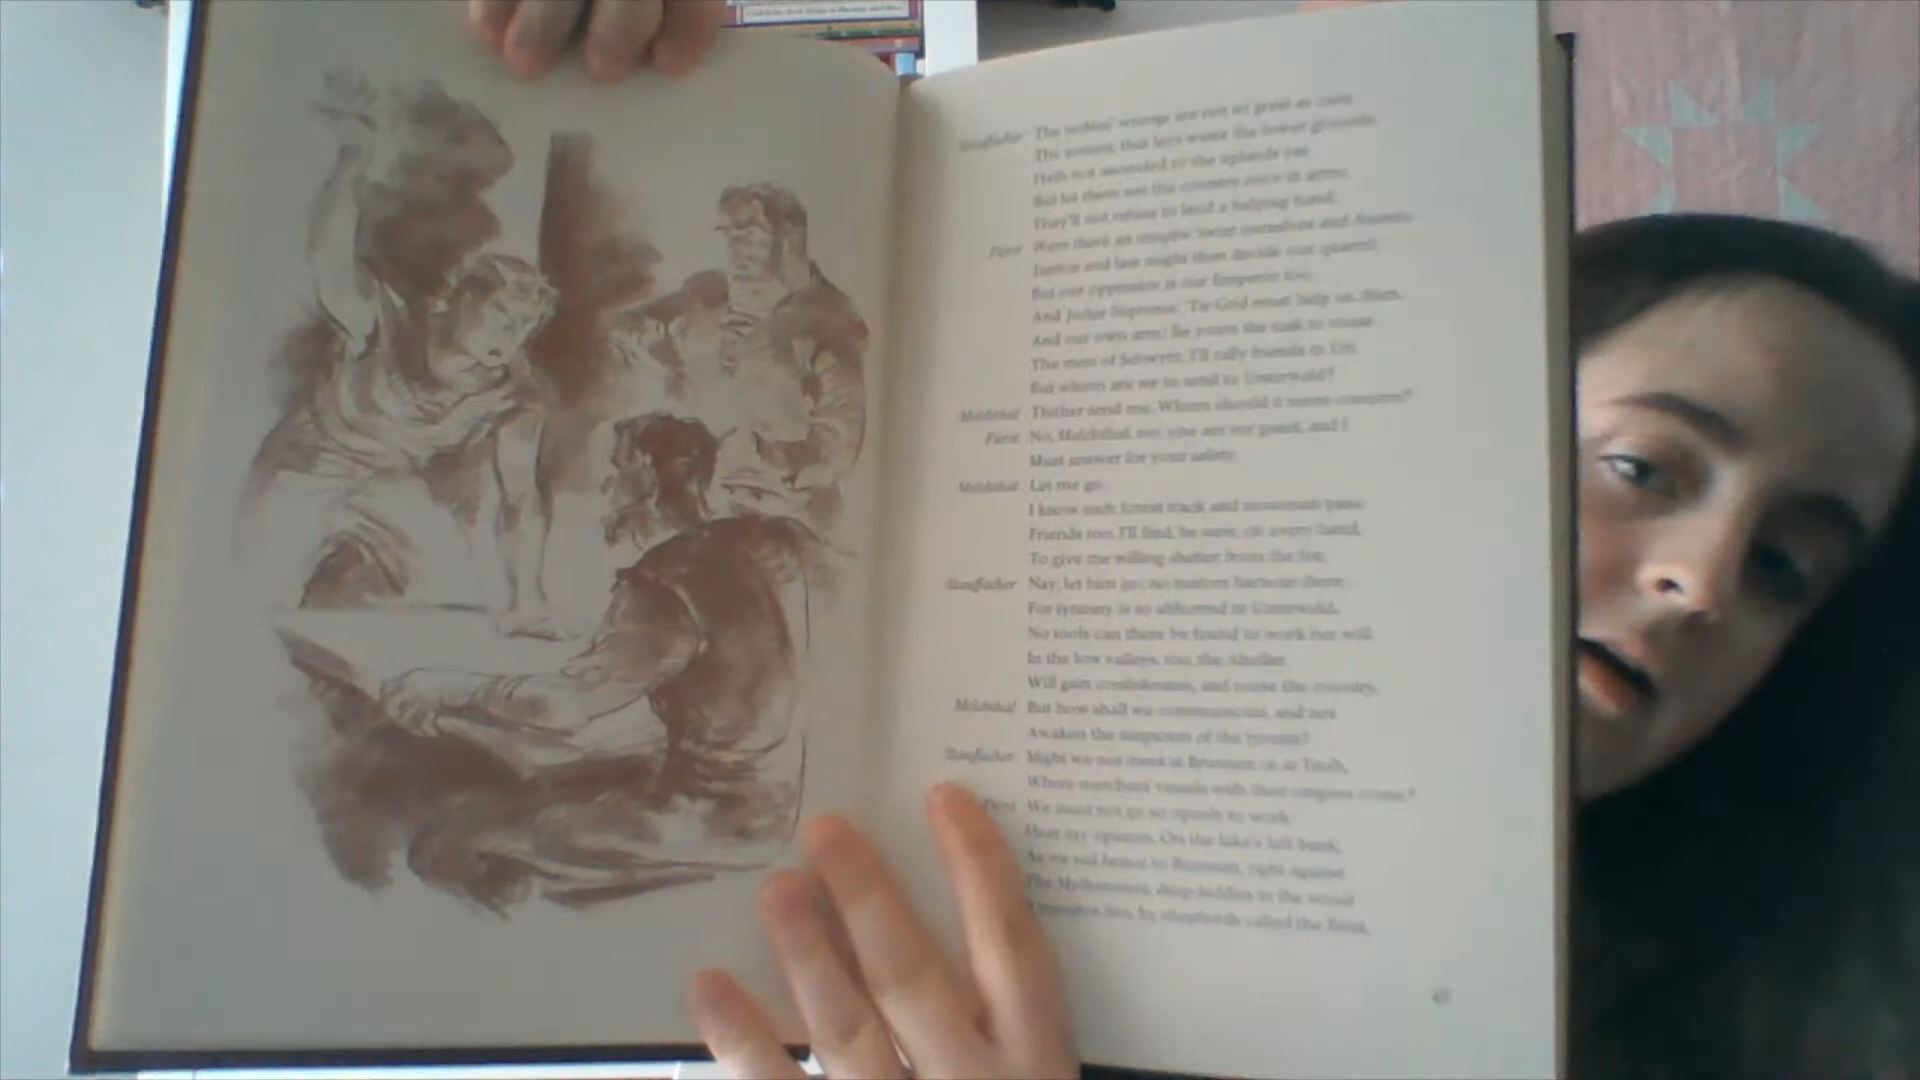 Stauffacher The nobles' wrongs are not so great as ours.
The torrent, that lays waste the lower grounds,
Hath not ascended to the uplands yet.
But let them see the country once in arms,
They'll not refuse to lend a helping hand.
Fürst Were there an umpire 'twixt ourselves and Austria,
Justice and law might then decide our quarrel.
But our oppressor is our Emperor too,
And judge supreme. 'Tis God must help us, then,
And our own arm! Be yours the task to rouse
The men of Schwytz, I'll rally friends in Uri.
But whom are we to send to Unterwald?
Melchthal Thither send me. Whom should it more concern?
Fürst No, Melchthal, no; you are my guest, and I
Must answer for your safety.
Melchthal Let me go.
I know each forest track and mountain pass;
Friends too, I'll find, be sure, on every hand,
To give me willing shelter from the foe.
Stauffacher Nay, let him go; no traitors harbour there:
For tyranny is so abhorred in Unterwald,
No tools can there be found to work her will.
In the low valleys, too, the Alzeller
Will gain confederates, and rouse the country.
Melchthal But how shall we communicate, and not
Awaken the suspicion of the tyrants?
Stauffacher Might we not meet at Brunnen or at Treib,
Where merchant vessels with their cargoes come?
Fürst We must not go so openly to work.
Hear my opinion. On the lake's left bank,
As we sail hence to Brunnen, right against
The Mythenstein, deep-hidden in the wood
A meadow lies, by shepherds called the Rootli,